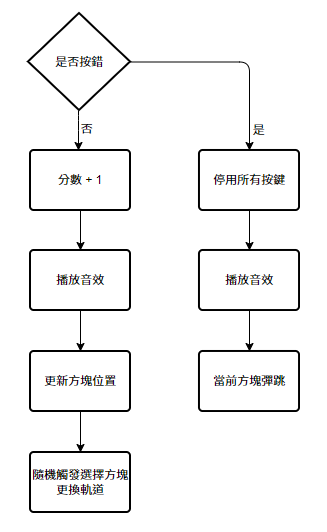 是否按錯
否
是
分數 + 1
停用所有按鍵
播放音效
播放音效
更新方塊位置
當前方塊彈跳
隨機觸發選擇方塊
更換軌道